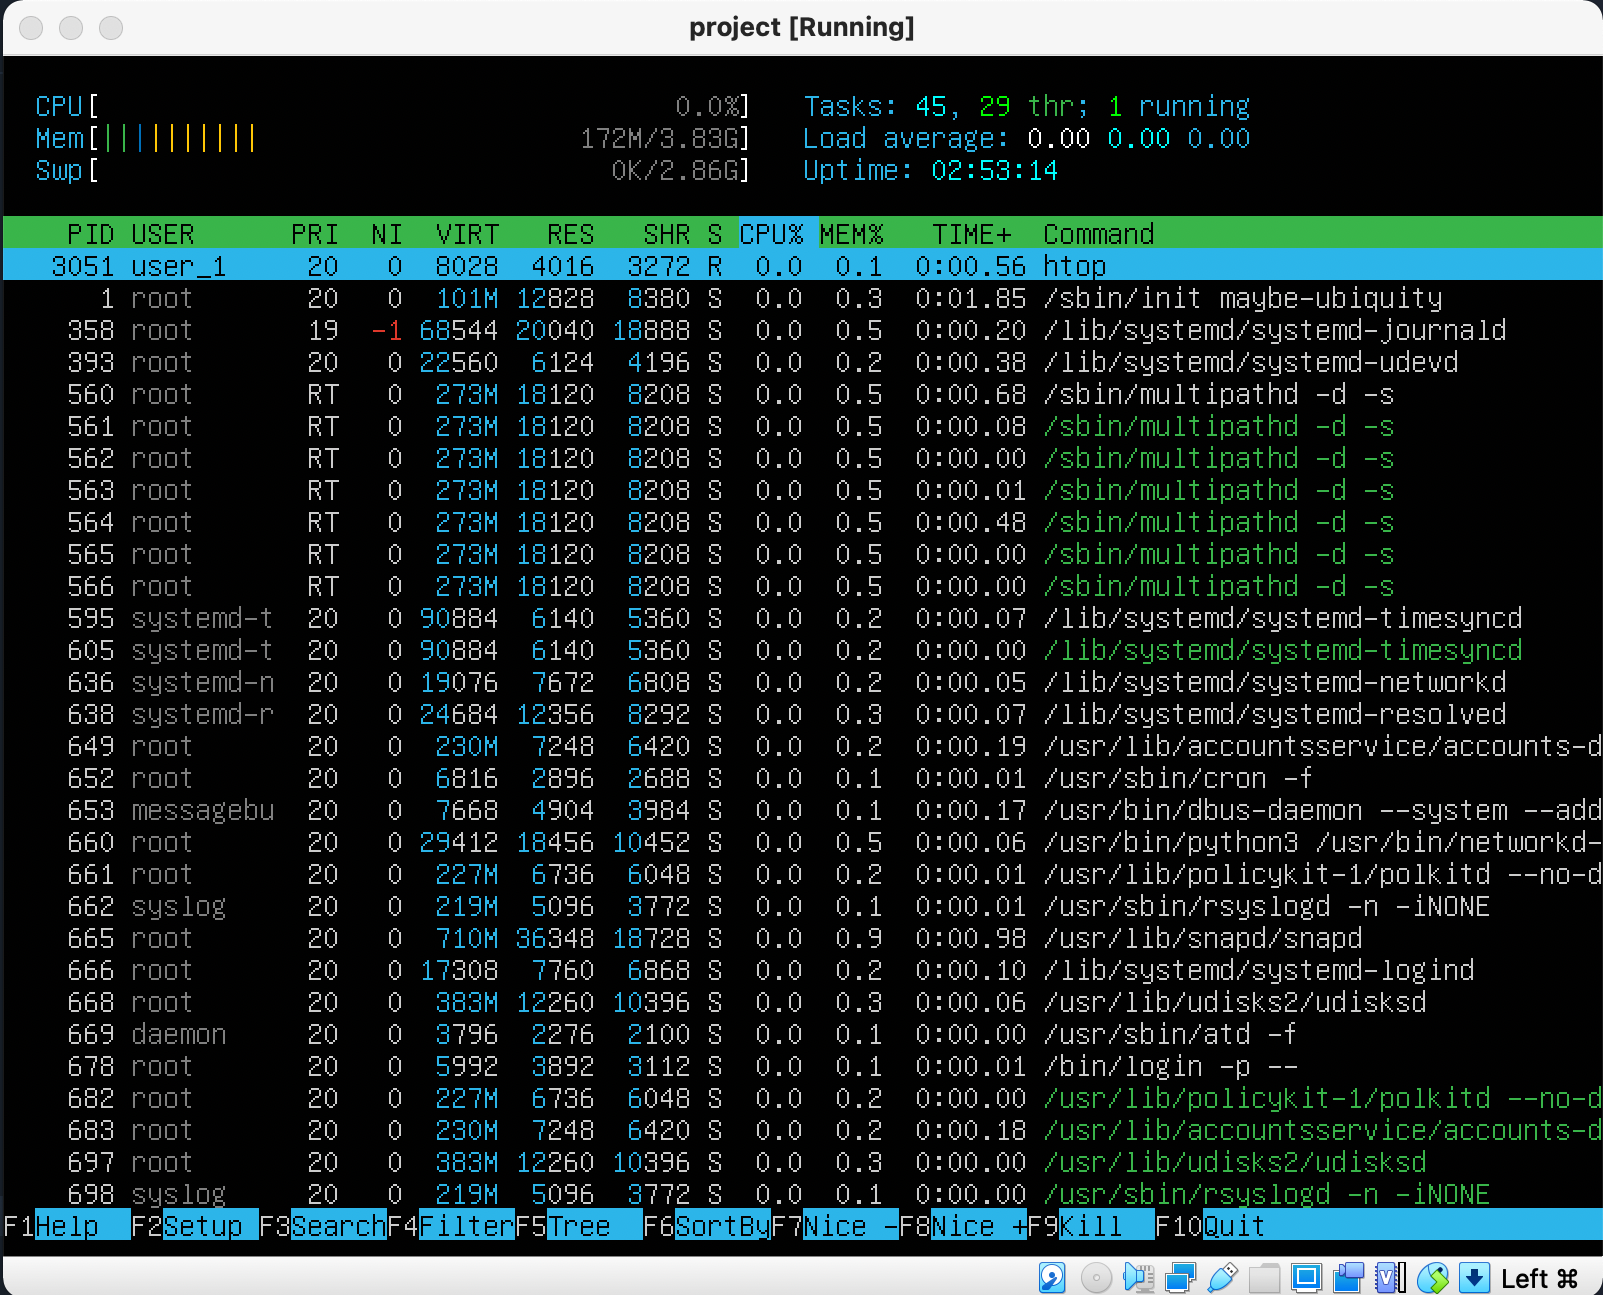 project [Running]
CPU[ 0.0%] Tasks: 45, 29 thr; 1 running
Mem[|||||||||| 172M/3.83G] Load average: 0.00 0.00 0.00
Swp[ 0K/2.86G] Uptime: 02:53:14
PID USER PRI NI VIRT RES SHR S CPU% MEM% TIME+ Command
3051 user_1 20 0 8028 4016 3272 R 0.0 0.1 0:00.56 htop
1 root 20 0 101M 12828 8380 S 0.0 0.3 0:01.85 /sbin/init maybe-ubiquity
358 root 19 -1 68544 20040 18888 S 0.0 0.5 0:00.20 /lib/systemd/systemd-journald
393 root 20 0 22560 6124 4196 S 0.0 0.2 0:00.38 /lib/systemd/systemd-udevd
560 root RT 0 273M 18120 8208 S 0.0 0.5 0:00.68 /sbin/multipathd -d -s
561 root RT 0 273M 18120 8208 S 0.0 0.5 0:00.08 /sbin/multipathd -d -s
562 root RT 0 273M 18120 8208 S 0.0 0.5 0:00.00 /sbin/multipathd -d -s
563 root RT 0 273M 18120 8208 S 0.0 0.5 0:00.01 /sbin/multipathd -d -s
564 root RT 0 273M 18120 8208 S 0.0 0.5 0:00.48 /sbin/multipathd -d -s
565 root RT 0 273M 18120 8208 S 0.0 0.5 0:00.00 /sbin/multipathd -d -s
566 root RT 0 273M 18120 8208 S 0.0 0.5 0:00.00 /sbin/multipathd -d -s
595 systemd-t 20 0 90884 6140 5360 S 0.0 0.2 0:00.07 /lib/systemd/systemd-timesyncd
605 systemd-t 20 0 90884 6140 5360 S 0.0 0.2 0:00.00 /lib/systemd/systemd-timesyncd
636 systemd-n 20 0 19076 7672 6808 S 0.0 0.2 0:00.05 /lib/systemd/systemd-networkd
638 systemd-r 20 0 24684 12356 8292 S 0.0 0.3 0:00.07 /lib/systemd/systemd-resolved
649 root 20 0 230M 7248 6420 S 0.0 0.2 0:00.19 /usr/lib/accountsservice/accounts-d
652 root 20 0 6816 2896 2688 S 0.0 0.1 0:00.01 /usr/sbin/cron -f
653 messagebu 20 0 7668 4904 3984 S 0.0 0.1 0:00.17 /usr/bin/dbus-daemon --system --add
660 root 20 0 29412 18456 10452 S 0.0 0.5 0:00.06 /usr/bin/python3 /usr/bin/networkd-
661 root 20 0 227M 6736 6048 S 0.0 0.2 0:00.01 /usr/lib/policykit-1/polkitd --no-d
662 syslog 20 0 219M 5096 3772 S 0.0 0.1 0:00.01 /usr/sbin/rsyslogd -n -iNONE
665 root 20 0 710M 36348 18728 S 0.0 0.9 0:00.98 /usr/lib/snapd/snapd
666 root 20 0 17308 7760 6868 S 0.0 0.2 0:00.10 /lib/systemd/systemd-logind
668 root 20 0 383M 12260 10396 S 0.0 0.3 0:00.06 /usr/lib/udisks2/udisksd
669 daemon 20 0 3796 2276 2100 S 0.0 0.1 0:00.00 /usr/sbin/atd -f
678 root 20 0 5992 3892 3112 S 0.0 0.1 0:00.01 /bin/login -p --
682 root 20 0 227M 6736 6048 S 0.0 0.2 0:00.00 /usr/lib/policykit-1/polkitd --no-d
683 root 20 0 230M 7248 6420 S 0.0 0.2 0:00.18 /usr/lib/accountsservice/accounts-d
697 root 20 0 383M 12260 10396 S 0.0 0.3 0:00.00 /usr/lib/udisks2/udisksd
698 syslog 20 0 219M 5096 3772 S 0.0 0.1 0:00.00 /usr/sbin/rsyslogd -n -iNONE
F1Help F2Setup F3SearchF4FilterF5Tree F6SortByF7Nice -F8Nice +F9Kill F10Quit
Left ⌘